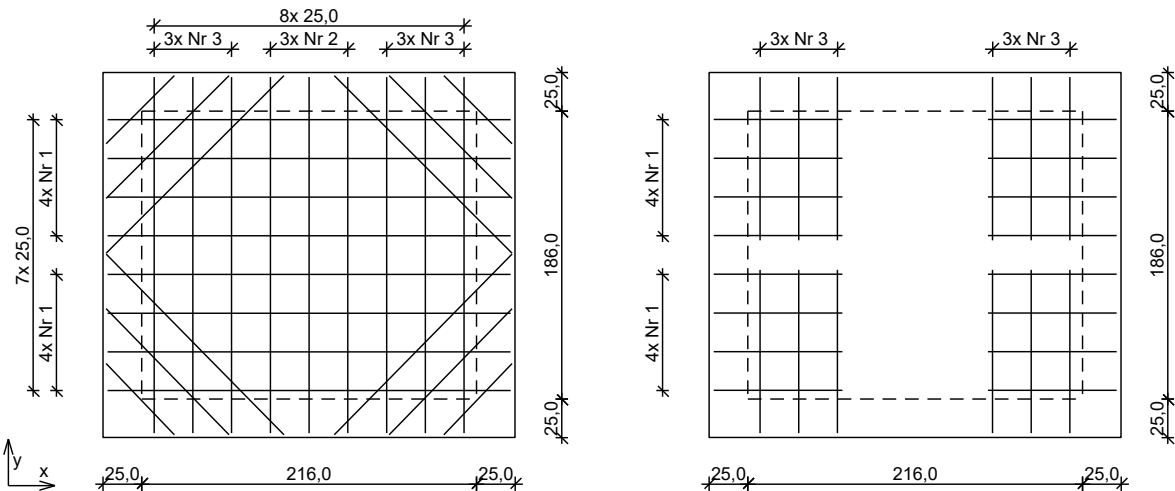 8x 25,0
3x Nr 3
3x Nr 2
3x Nr 3
3x Nr 3
3x Nr 3
7x 25,0
4x Nr 1
4x Nr 1
25,0
186,0
25,0
4x Nr 1
4x Nr 1
25,0
186,0
25,0
y
x
25,0
216,0
25,0
25,0
216,0
25,0